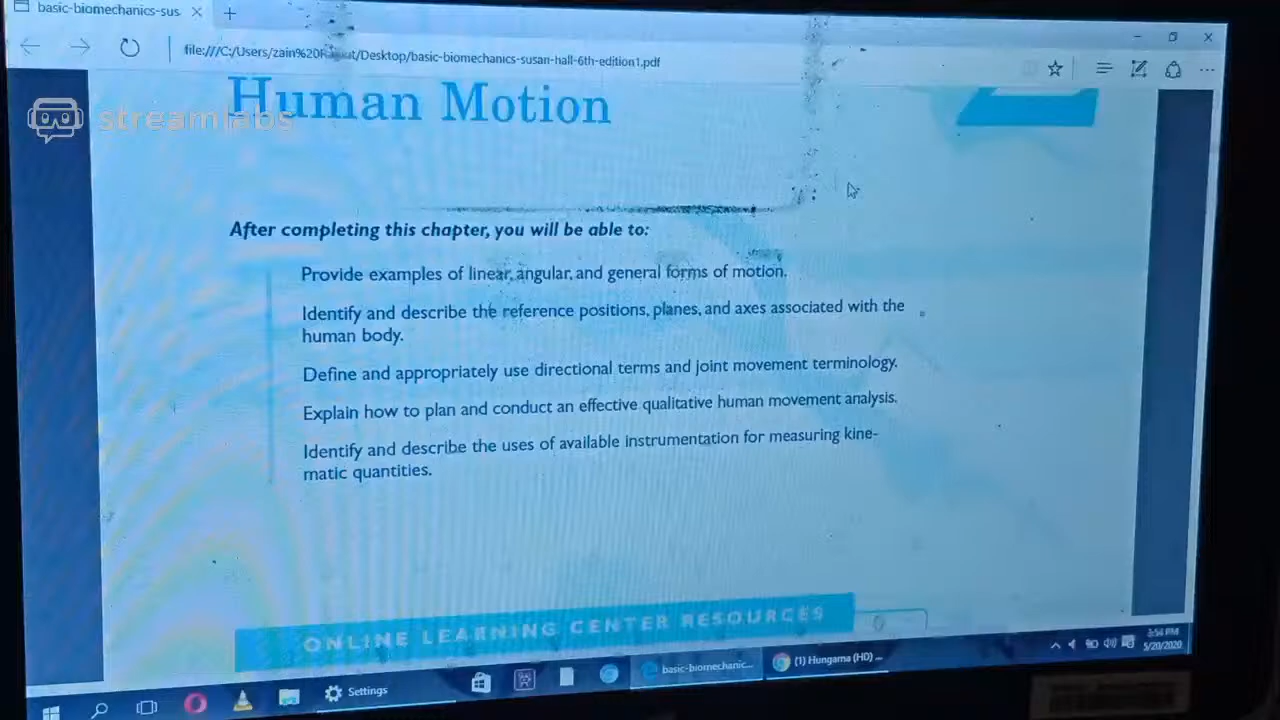 basic-biomechanics-sus
file:///C:/Users/zain%20R
ut/Desktop/basic-biomechanics-susan-hall-6th-edition1.pdf
streamlabs
Human Motion
After completing this chapter, you will be able to:
Provide examples of linear, angular, and general forms of motion.
Identify and describe the reference positions, planes, and axes associated with the
human body.
Define and appropriately use directional terms and joint movement terminology.
Explain how to plan and conduct an effective qualitative human movement analysis.
Identify and describe the uses of available instrumentation for measuring kine-
matic quantities.
ONLINE LEARNING CENTER RESOURCES
Settings
basic-biomechanic...
(1) Hungama (HD) ...
3:54 PM
5/20/2020